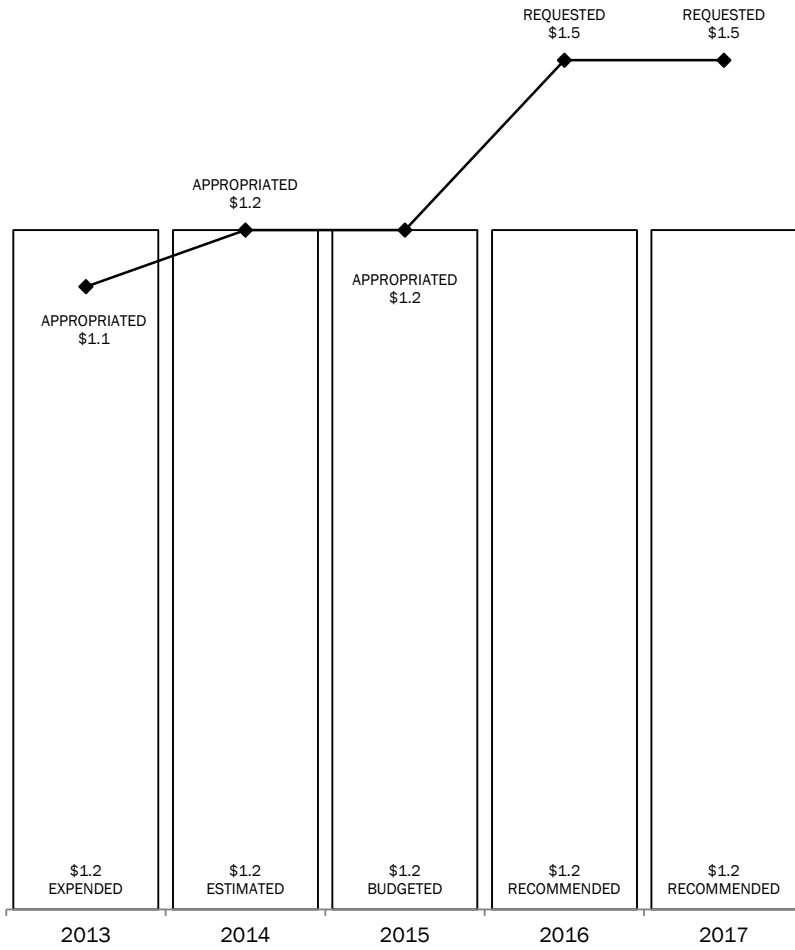 REQUESTED
$1.5
REQUESTED
$1.5
APPROPRIATED
$1.2
APPROPRIATED
$1.2
APPROPRIATED
$1.1
$1.2
EXPENDED
$1.2
ESTIMATED
$1.2
BUDGETED
$1.2
RECOMMENDED
$1.2
RECOMMENDED
2013
2014
2015
2016
2017